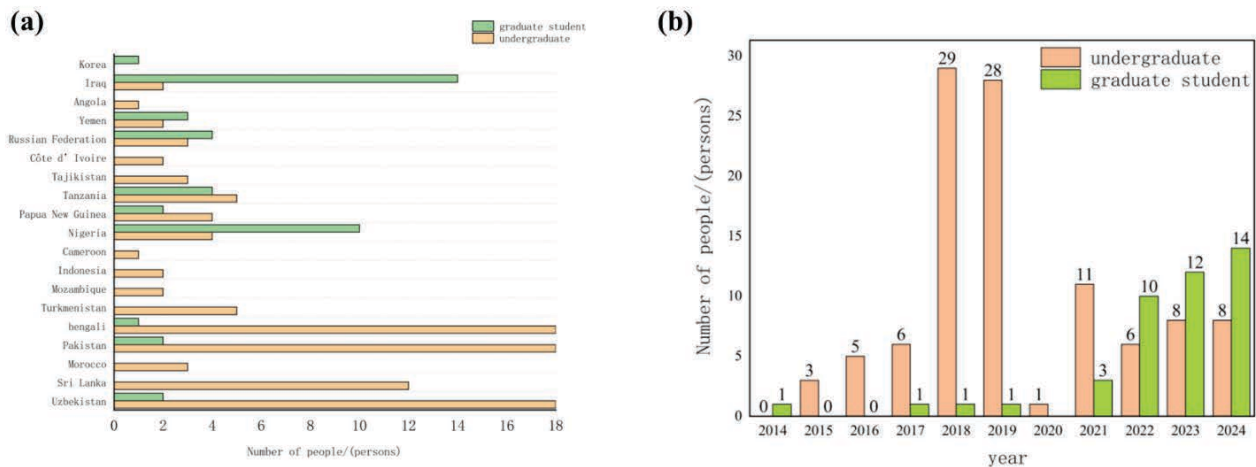 (a)
graduate student
undergraduate
Korea
Iraq
Angola
Yemen
Russian Federation
Côte d' Ivoire
Tajikistan
Tanzania
Papua New Guinea
Nigeria
Cameroon
Indonesia
Mozambique
Turkmenistan
bengali
Pakistan
Morocco
Sri Lanka
Uzbekistan
0 2 4 6 8 10 12 14 16 18
Number of people/(persons)
(b)
undergraduate
graduate student
Number of people/(persons)
30
25
20
15
10
5
0
0 1 3 0 5 0 6 1 29 1 28 1 1 11 3 6 10 8 12 8 14
2014 2015 2016 2017 2018 2019 2020 2021 2022 2023 2024
year